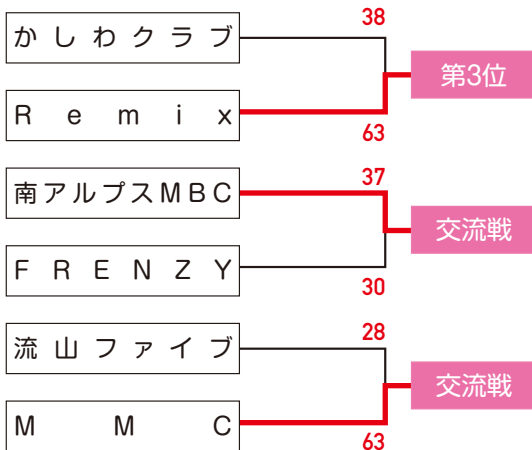 38
かしわクラブ
第3位
Remix
63
37
南アルプスMBC
交流戦
FRENZY
30
28
流山ファイブ
交流戦
MMC
63